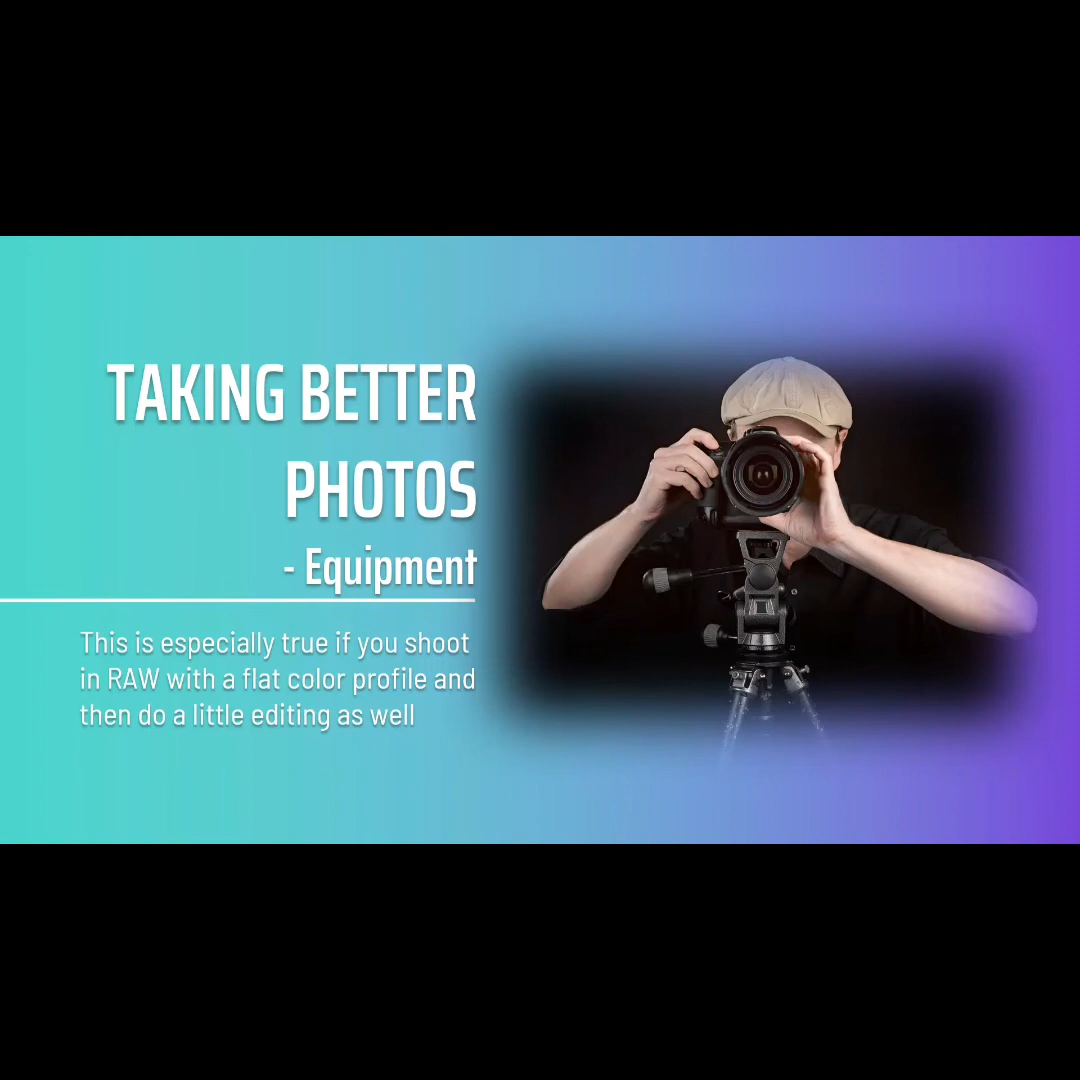 TAKING BETTER
PHOTOS
- Equipment
This is especially true if you shoot
in RAW with a flat color profile and
then do a little editing as well